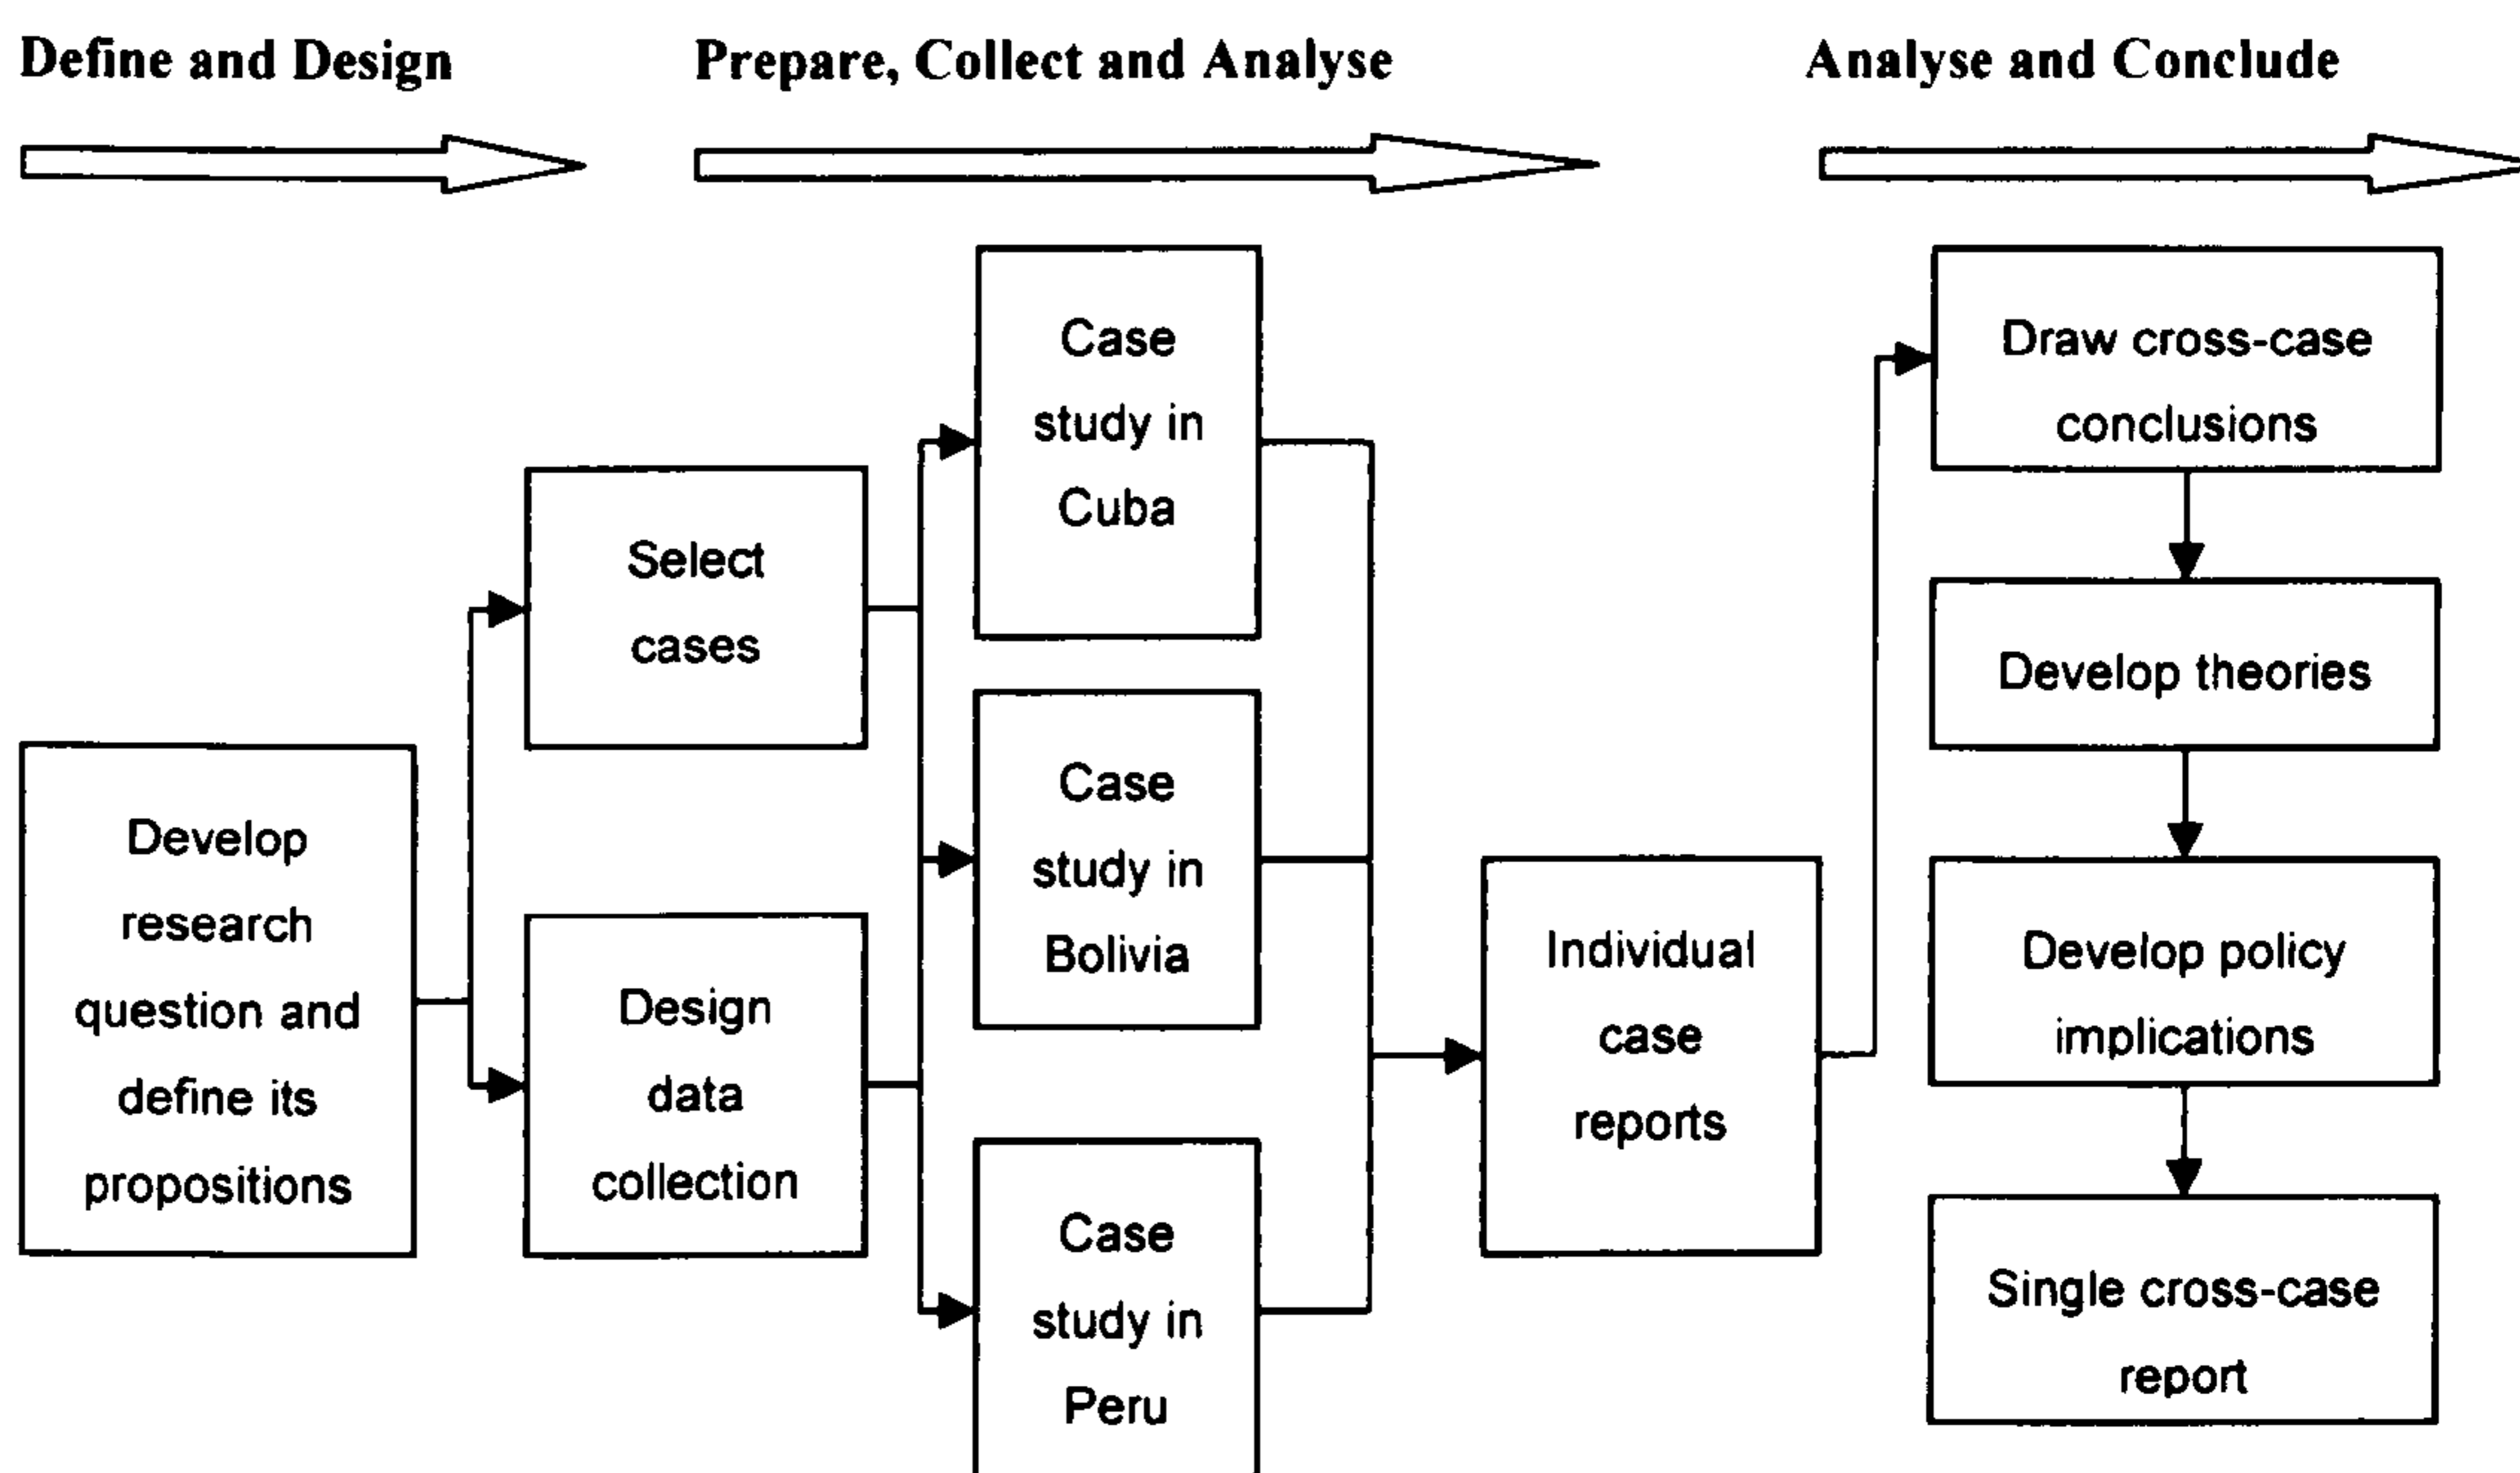 Define and Design
Prepare, Collect and Analyse
Analyse and Conclude
Develop
research
question and
define its
propositions
Select
cases
Design
data
collection
Case
study in
Cuba
Case
study in
Bolivia
Case
study in
Peru
Individual
case
reports
Draw cross-case
conclusions
Develop theories
Develop policy
implications
Single cross-case
report